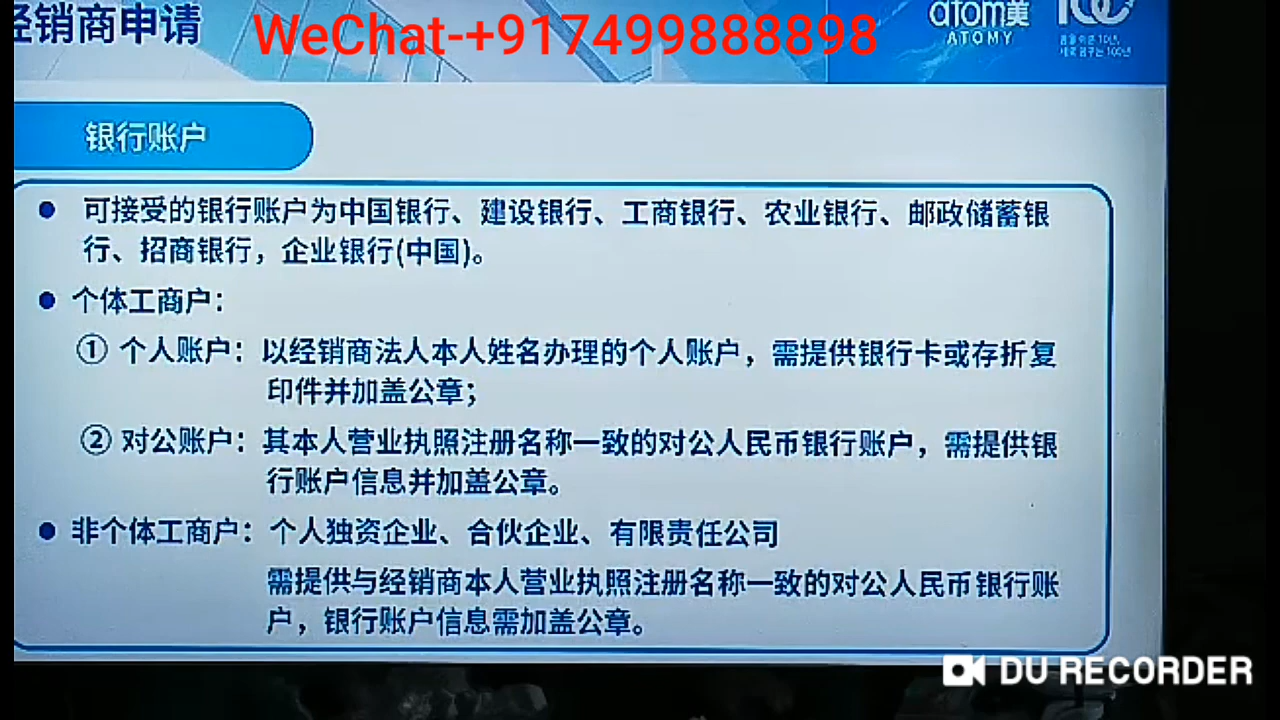 经销商申请
WeChat-+917499888898
atom美
ATOMY
银行账户
● 可接受的银行账户为中国银行、建设银行、工商银行、农业银行、邮政储蓄银
行、招商银行，企业银行(中国)。
● 个体工商户：
① 个人账户：以经销商法人本人姓名办理的个人账户，需提供银行卡或存折复
印件并加盖公章；
② 对公账户：其本人营业执照注册名称一致的对公人民币银行账户，需提供银
行账户信息并加盖公章。
● 非个体工商户：个人独资企业、合伙企业、有限责任公司
需提供与经销商本人营业执照注册名称一致的对公人民币银行账
户，银行账户信息需加盖公章。
DU RECORDER